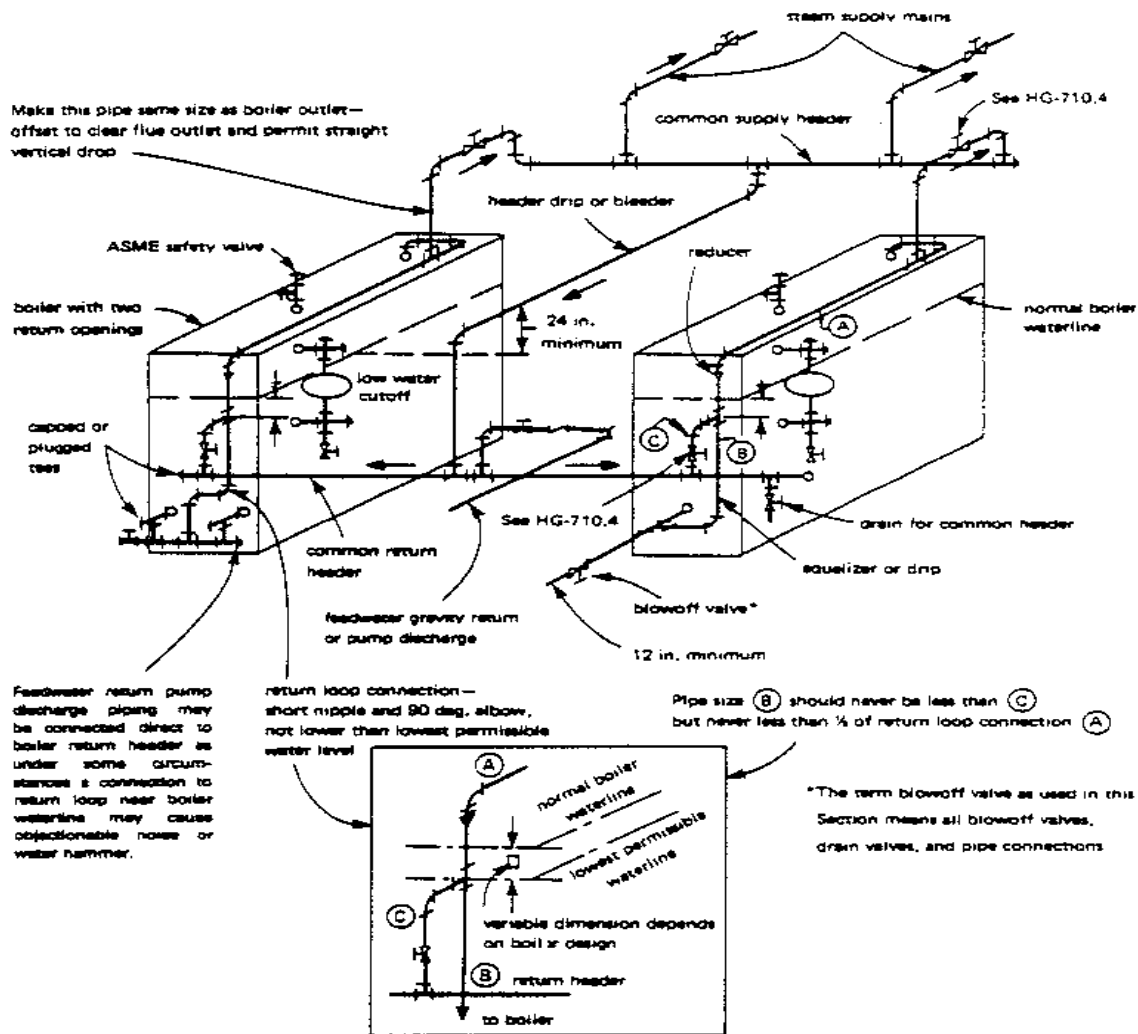 steam supply mains
Make this pipe same size as boiler outlet—
offset to clear flue outlet and permit straight
vertical drop
See HG-710.4
common supply header
header drip or bleeder
ASME safety valve
reducer
boiler with two
return openings
24 in.
minimum
A
normal boiler
waterline
low water
cutoff
capped or
plugged
tees
C
B
See HG-710.4
drain for common header
common return
header
equalizer or drip
feedwater gravity return
or pump discharge
blowoff valve*
12 in. minimum
Feedwater return pump
discharge piping may
be connected direct to
boiler return header as
under some circum-
stances a connection to
return loop near boiler
waterline may cause
objectionable noise or
water hammer.
return loop connection—
short nipple and 90 deg. elbow,
not lower than lowest permissible
water level
Pipe size B should never be less than C
but never less than ½ of return loop connection A
A
normal boiler
waterline
lowest permissible
waterline
C
variable dimension depends
on boiler design
B return header
to boiler
*The term blowoff valve as used in this
Section means all blowoff valves,
drain valves, and pipe connections